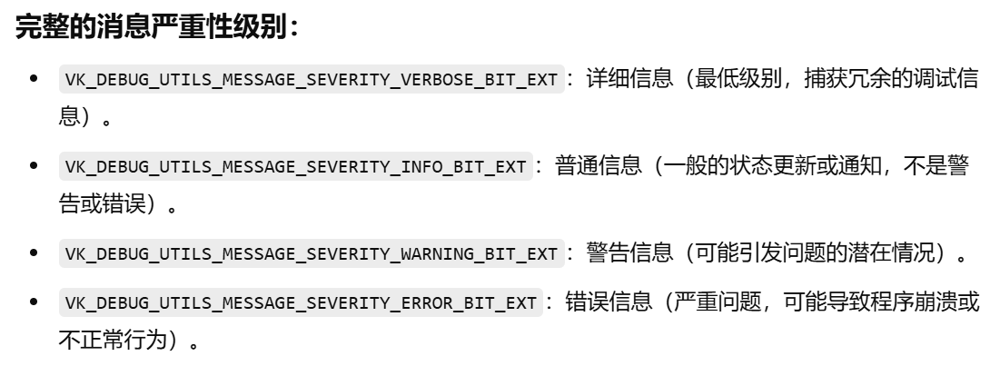 完整的消息严重性级别：
VK_DEBUG_UTILS_MESSAGE_SEVERITY_VERBOSE_BIT_EXT：详细信息（最低级别，捕获冗余的调试信
息）。
VK_DEBUG_UTILS_MESSAGE_SEVERITY_INFO_BIT_EXT：普通信息（一般的状态更新或通知，不是警
告或错误）。
VK_DEBUG_UTILS_MESSAGE_SEVERITY_WARNING_BIT_EXT：警告信息（可能引发问题的潜在情况）。
VK_DEBUG_UTILS_MESSAGE_SEVERITY_ERROR_BIT_EXT：错误信息（严重问题，可能导致程序崩溃或
不正常行为）。